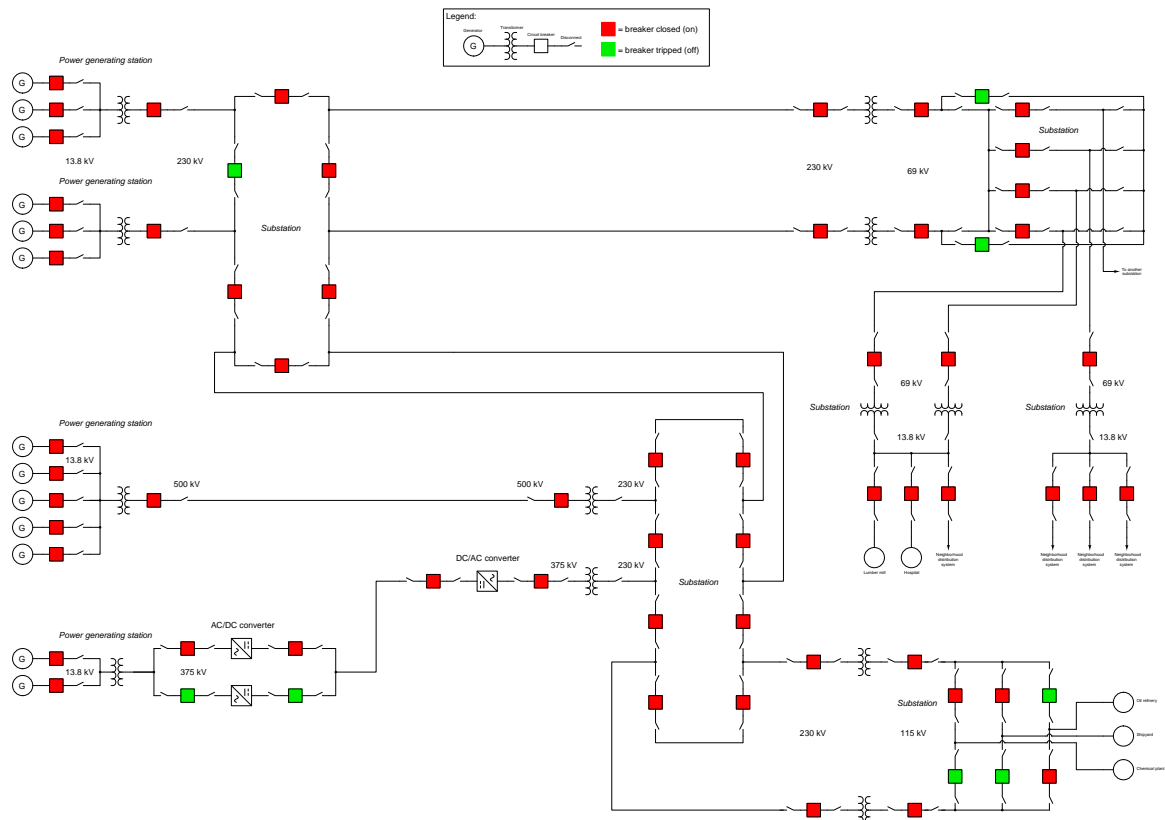 Legend:
Generator
Transformer
Circuit breaker
Disconnect
G
= breaker closed (on)
= breaker tripped (off)
Power generating station
G
G
G
13.8 kV
230 kV
230 kV
69 kV
Substation
Power generating station
G
G
G
Substation
To another
substation
69 kV
69 kV
Substation
Substation
13.8 kV
13.8 kV
Power generating station
G
13.8 kV
G
G
G
G
500 kV
500 kV
230 kV
DC/AC converter
375 kV
230 kV
Substation
Lumber mill
Hospital
Neighborhood
distribution
system
Neighborhood
distribution
system
Neighborhood
distribution
system
Neighborhood
distribution
system
Power generating station
AC/DC converter
G
13.8 kV
G
375 kV
Substation
230 kV
115 kV
Oil refinery
Shipyard
Chemical plant